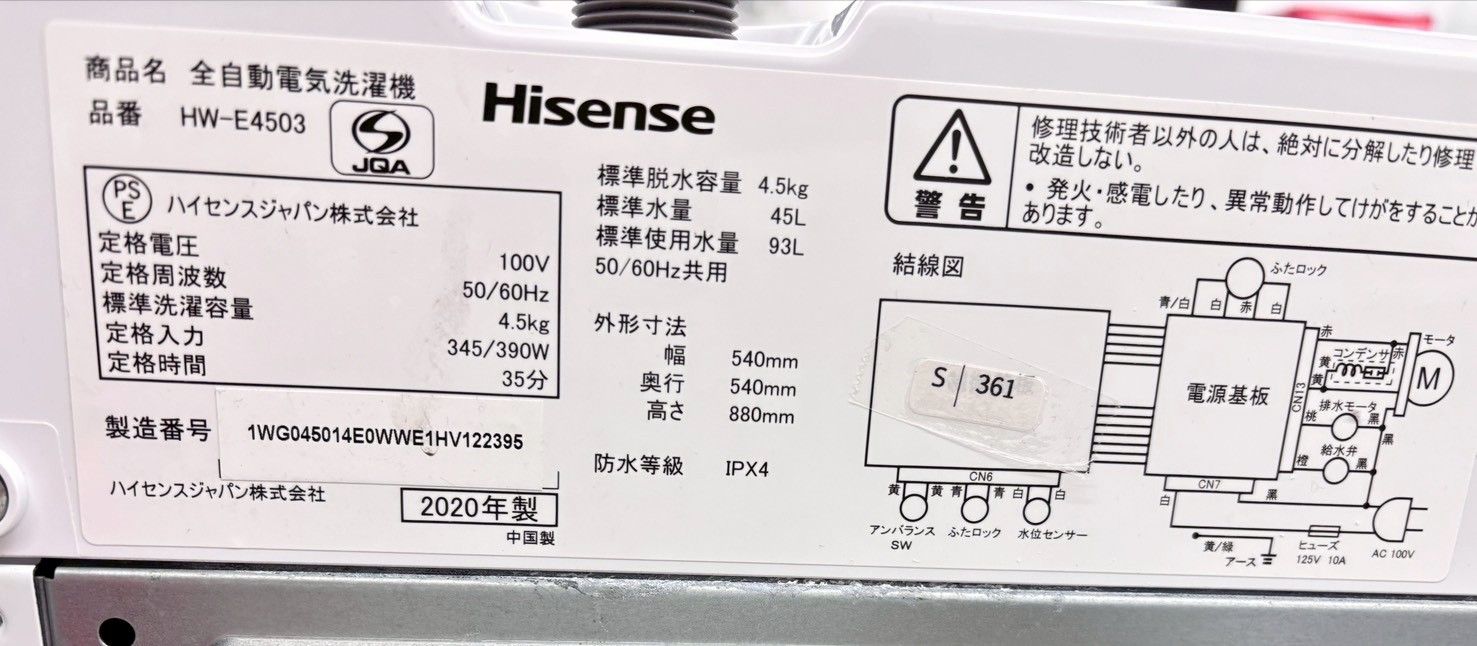 商品名 全自動電気洗濯機
品番 HW-E4503
JQA
Hisense
PS
E
ハイセンスジャパン株式会社
定格電圧 100V
定格周波数 50/60Hz
標準洗濯容量 4.5kg
定格入力 345/390W
定格時間 35分
製造番号 1WG045014E0WWE1HV122395
ハイセンスジャパン株式会社
2020年製
中国製
標準脱水容量 4.5kg
標準水量 45L
標準使用水量 93L
50/60Hz共用
外形寸法
幅 540mm
奥行 540mm
高さ 880mm
防水等級 IPX4
警告
修理技術者以外の人は、絶対に分解したり修理
改造しない。
・発火・感電したり、異常動作してけがをすることが
あります。
結線図
ふたロック
青/白 白 赤 白
S 361
電源基板
CN13
赤
モータ
赤
コンデンサ
黄
黄
M
排水モータ
桃 黒
黒
給水弁
橙 黒
CN6
黄 黄 青 青 白 白
アンバランス
SW
ふたロック
水位センサー
CN7
白 黒
黄/緑
アース
ヒューズ
125V 10A
AC 100V